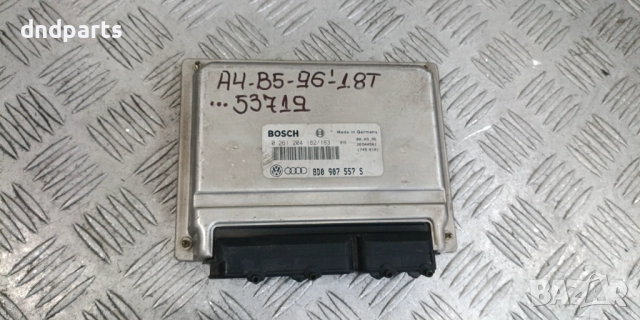 dndparts
A4-B5-96'-1.8T
...53719
BOSCH Made in Germany
0 261 204 182/183
8D0 907 557 S
BAZAR